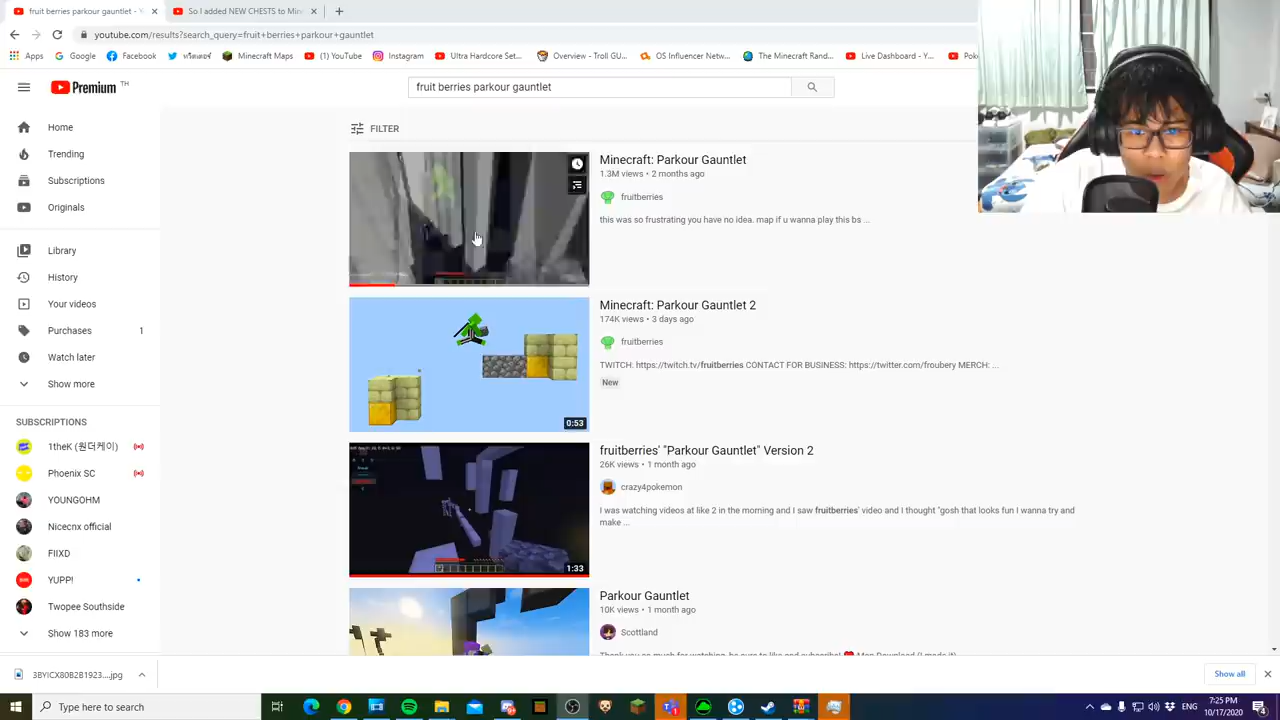 fruit berries parkour gauntlet - Y
So I added NEW CHESTS to Min
youtube.com/results?search_query=fruit+berries+parkour+gauntlet
Apps
Google
Facebook
Minecraft Maps
(1) YouTube
Instagram
Ultra Hardcore Set...
Overview - Troll GU...
OS Influencer Netw...
The Minecraft Rand...
Live Dashboard - Y...
Premium TH
fruit berries parkour gauntlet
Home
Trending
Subscriptions
Originals
Library
History
Your videos
Purchases 1
Watch later
Show more
SUBSCRIPTIONS
1theK (원더케이)
Phoenix SC
YOUNGOHM
Nicecnx official
FIIXD
YUPP!
Twopee Southside
Show 183 more
FILTER
Minecraft: Parkour Gauntlet
1.3M views • 2 months ago
fruitberries
this was so frustrating you have no idea. map if u wanna play this bs ...
Minecraft: Parkour Gauntlet 2
174K views • 3 days ago
fruitberries
TWITCH: https://twitch.tv/fruitberries CONTACT FOR BUSINESS: https://twitter.com/froubery MERCH: ...
New
0:53
fruitberries' "Parkour Gauntlet" Version 2
26K views • 1 month ago
crazy4pokemon
I was watching videos at like 2 in the morning and I saw fruitberries' video and I thought "gosh that looks fun I wanna try and
make ...
1:33
Parkour Gauntlet
10K views • 1 month ago
Scottland
3BYICX80B2B1923....jpg
Show all
Type here to search
7:25 PM
10/17/2020